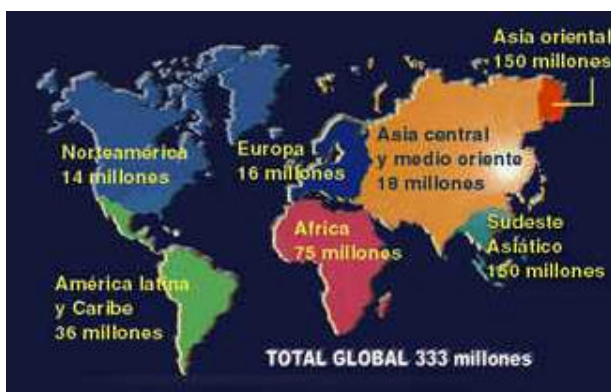 Asia oriental
150 millones
Norteamérica
14 millones
Europa
16 millones
Asia central
y medio oriente
18 millones
Africa
75 millones
Sudeste
Asiático
150 millones
América latina
y Caribe
36 millones
TOTAL GLOBAL 333 millones